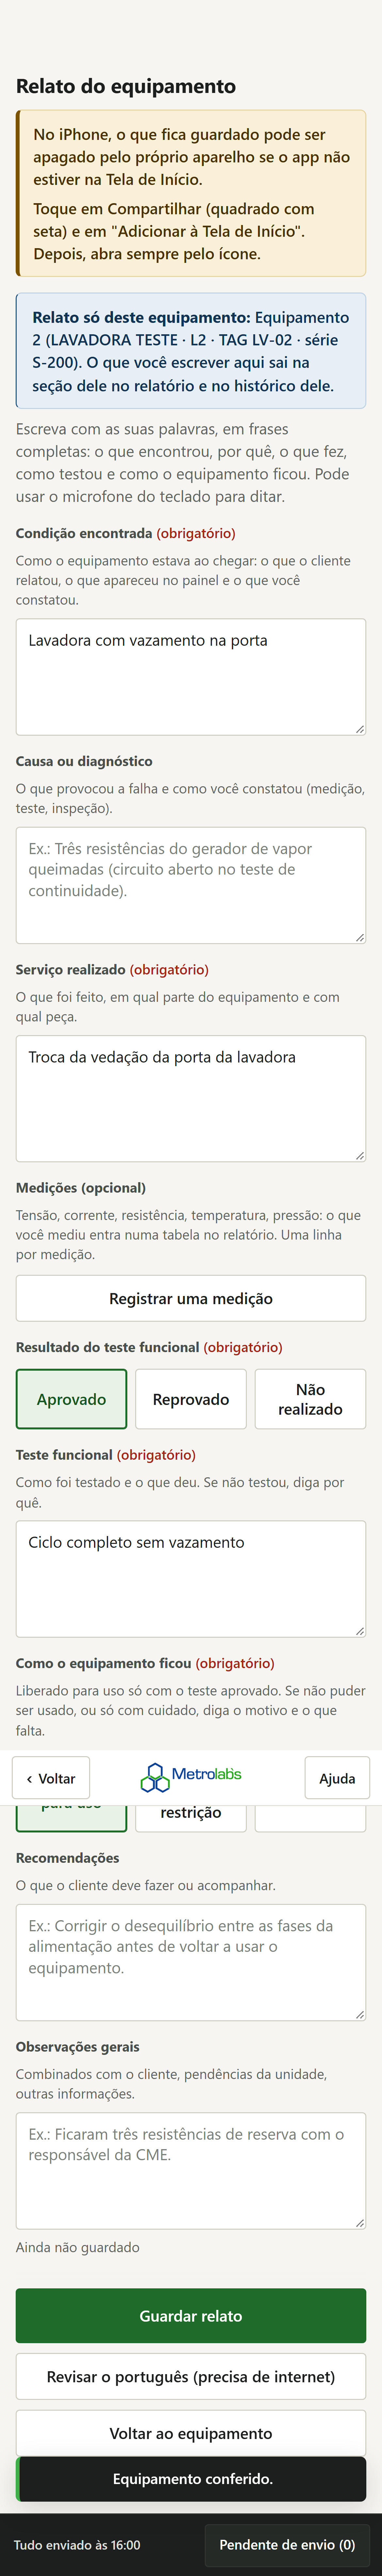 Relato do equipamento
No iPhone, o que fica guardado pode ser
apagado pelo próprio aparelho se o app não
estiver na Tela de Início.
Toque em Compartilhar (quadrado com
seta) e em "Adicionar à Tela de Início".
Depois, abra sempre pelo ícone.
Relato só deste equipamento: Equipamento
2 (LAVADORA TESTE · L2 · TAG LV-02 · série
S-200). O que você escrever aqui sai na
seção dele no relatório e no histórico dele.
Escreva com as suas palavras, em frases
completas: o que encontrou, por quê, o que fez,
como testou e como o equipamento ficou. Pode
usar o microfone do teclado para ditar.
Condição encontrada (obrigatório)
Como o equipamento estava ao chegar: o que o cliente
relatou, o que apareceu no painel e o que você
constatou.
Lavadora com vazamento na porta
Causa ou diagnóstico
O que provocou a falha e como você constatou (medição,
teste, inspeção).
Ex.: Três resistências do gerador de vapor
queimadas (circuito aberto no teste de
continuidade).
Serviço realizado (obrigatório)
O que foi feito, em qual parte do equipamento e com
qual peça.
Troca da vedação da porta da lavadora
Medições (opcional)
Tensão, corrente, resistência, temperatura, pressão: o que
você mediu entra numa tabela no relatório. Uma linha
por medição.
Registrar uma medição
Resultado do teste funcional (obrigatório)
Aprovado
Reprovado
Não
realizado
Teste funcional (obrigatório)
Como foi testado e o que deu. Se não testou, diga por
quê.
Ciclo completo sem vazamento
Como o equipamento ficou (obrigatório)
Liberado para uso só com o teste aprovado. Se não puder
ser usado, ou só com cuidado, diga o motivo e o que
falta.
‹ Voltar
Metrolabs
Ajuda
para uso
restrição
Recomendações
O que o cliente deve fazer ou acompanhar.
Ex.: Corrigir o desequilíbrio entre as fases da
alimentação antes de voltar a usar o
equipamento.
Observações gerais
Combinados com o cliente, pendências da unidade,
outras informações.
Ex.: Ficaram três resistências de reserva com o
responsável da CME.
Ainda não guardado
Guardar relato
Revisar o português (precisa de internet)
Voltar ao equipamento
Equipamento conferido.
Tudo enviado às 16:00
Pendente de envio (0)